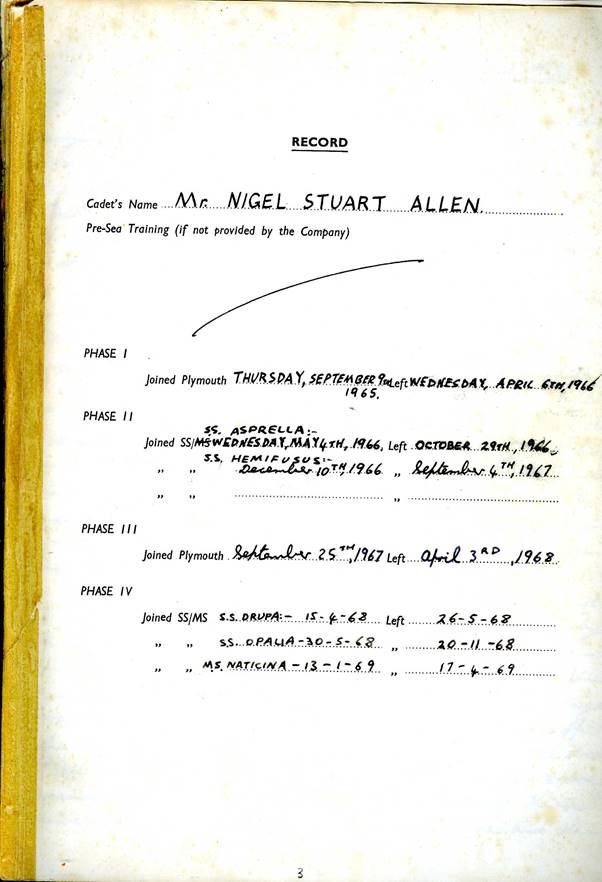 RECORD
Cadet's Name Mr. NIGEL STUART ALLEN.
Pre-Sea Training (if not provided by the Company)
PHASE I
Joined Plymouth THURSDAY, SEPTEMBER 9TH Left WEDNESDAY, APRIL 6TH, 1966
1965.
PHASE II
SS. ASPRELLA:-
Joined SS/MS WEDNESDAY, MAY 4TH, 1966, Left OCTOBER 29TH, 1966
S.S. HEMIFUSUS:-
„ „ December 10TH, 1966 „ September 4TH, 1967
„ „ „
PHASE III
Joined Plymouth September 25TH, 1967 Left April 3RD, 1968
PHASE IV
Joined SS/MS S.S. DRUPA:- 15-4-68 Left 26-5-68
„ „ SS. OPALIA-30-5-68 „ 20-11-68
„ „ M.S. NATICINA-13-1-69 „ 17-4-69
3